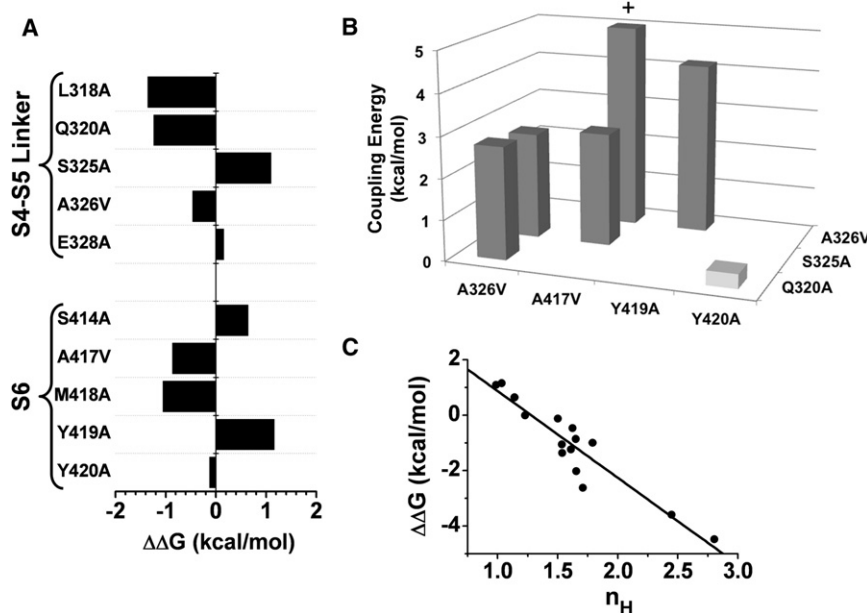 A
S4-S5 Linker
L318A
Q320A
S325A
A326V
E328A
S6
S414A
A417V
M418A
Y419A
Y420A
-2 -1 0 1 2
ΔΔG (kcal/mol)
B
+
Coupling Energy
(kcal/mol)
5
4
3
2
1
0
A326V
A417V
Y419A
Y420A
A326V
S325A
Q320A
C
ΔΔG (kcal/mol)
2
0
-2
-4
1.0 1.5 2.0 2.5 3.0
nH